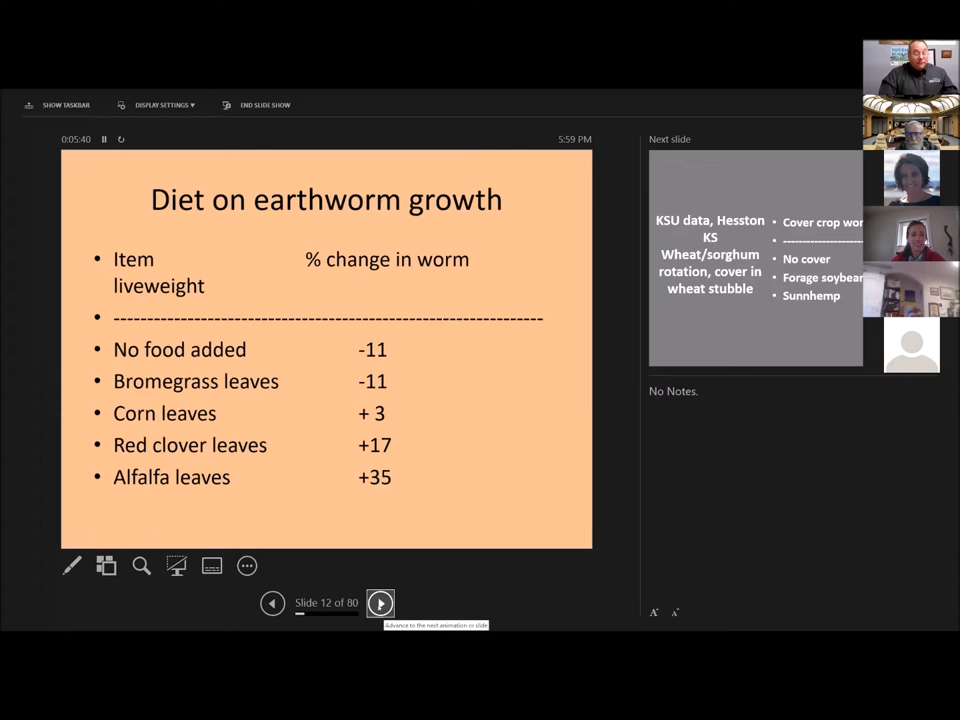 SHOW TASKBAR DISPLAY SETTINGS ▾ END SLIDE SHOW
0:05:40 5:59 PM
Diet on earthworm growth
• Item % change in worm
liveweight
• ----------------------------------------------------------------
• No food added -11
• Bromegrass leaves -11
• Corn leaves + 3
• Red clover leaves +17
• Alfalfa leaves +35
Slide 12 of 80
Advance to the next animation or slide
Next slide
KSU data, Hesston
KS
Wheat/sorghum
rotation, cover in
wheat stubble
• Cover crop wor
• --------------------
• No cover
• Forage soybear
• Sunnhemp
No Notes.
A A